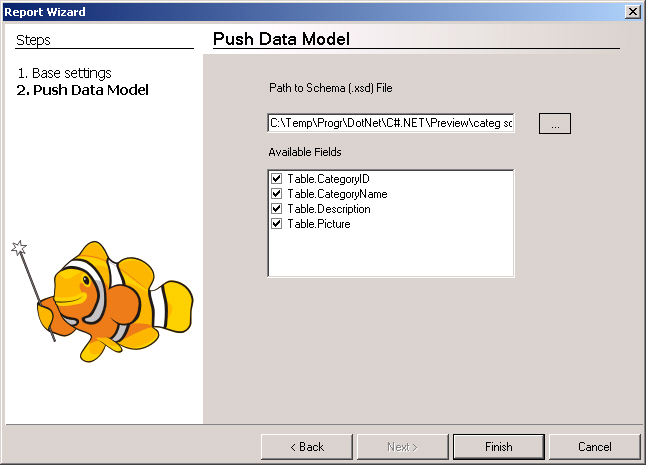 Report Wizard
Steps
Push Data Model
1. Base settings
2. Push Data Model
Path to Schema (.xsd) File
C:\Temp\Progr\DotNet\C#.NET\Preview\categ sc
...
Available Fields
Table.CategoryID
Table.CategoryName
Table.Description
Table.Picture
< Back
Next >
Finish
Cancel